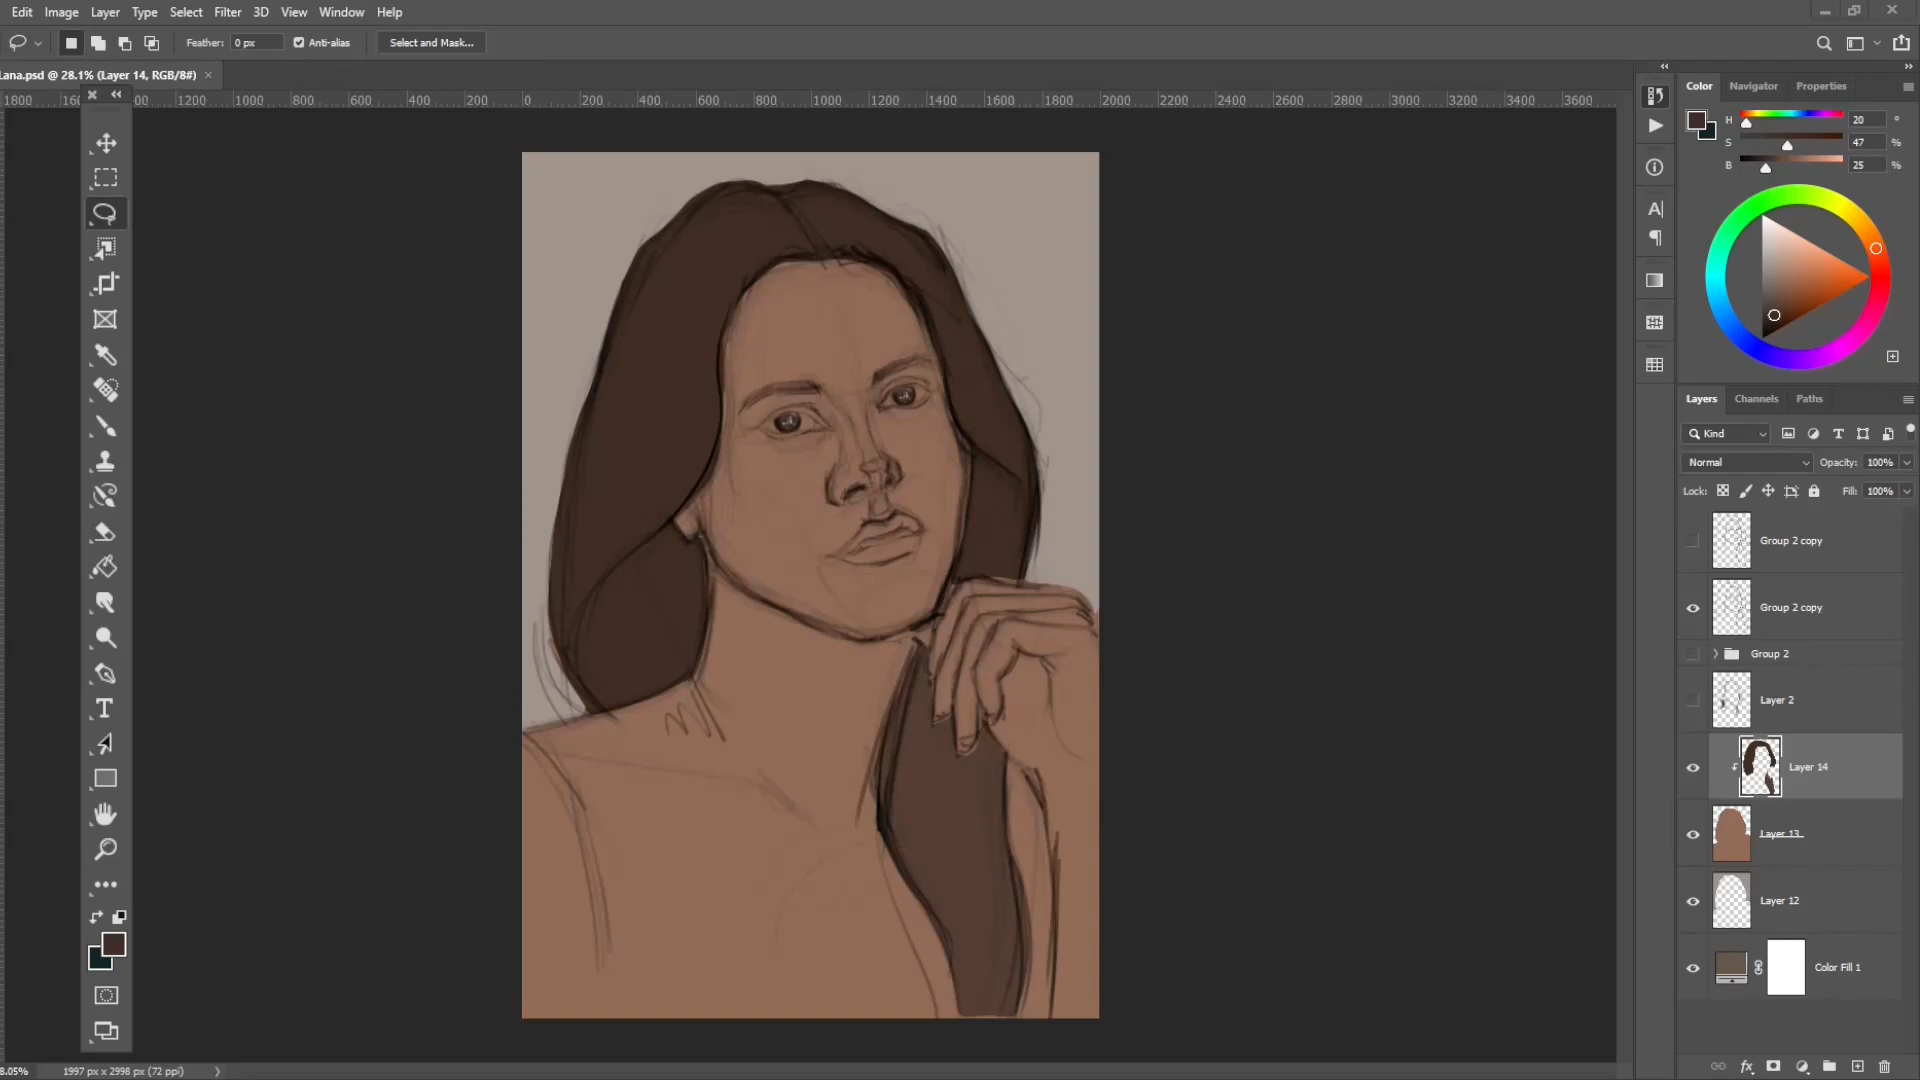 Edit Image Layer Type Select Filter 3D View Window Help
Feather: 0 px Anti-alias Select and Mask...
Lana.psd @ 28.1% (Layer 14, RGB/8#) ×
1800 1200 1000 800 600 400 200 0 200 400 600 800 1000 1200 1400 1600 1800 2000 2200 2400 2600 2800 3000 3200 3400 3600
Color Navigator Properties
H 20 °
S 47 %
B 25 %
Layers Channels Paths
Kind
Normal Opacity: 100%
Lock: Fill: 100%
Group 2 copy
Group 2 copy
Group 2
Layer 2
Layer 14
Layer 13
Layer 12
Color Fill 1
8.05% 1997 px x 2998 px (72 ppi)